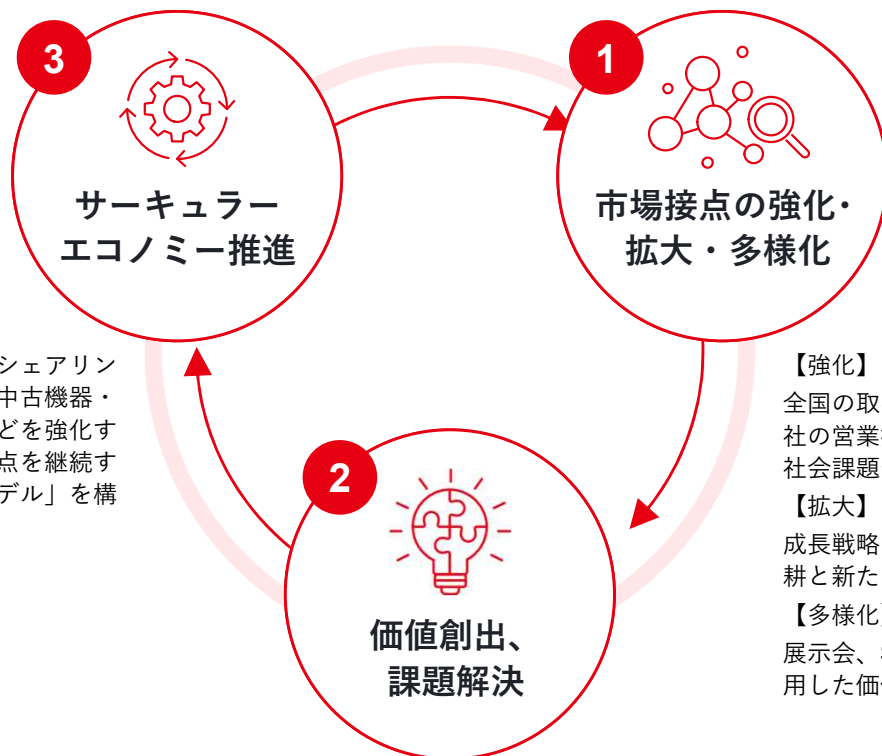 3
サーキュラー
エコノミー推進
1
市場接点の強化・
拡大・多様化
シェアリン
中古機器・
どを強化す
点を継続す
デル」を構
2
価値創出、
課題解決
【強化】
全国の取
社の営業
社会課題
【拡大】
成長戦略
耕と新た
【多様化】
展示会、
用した価